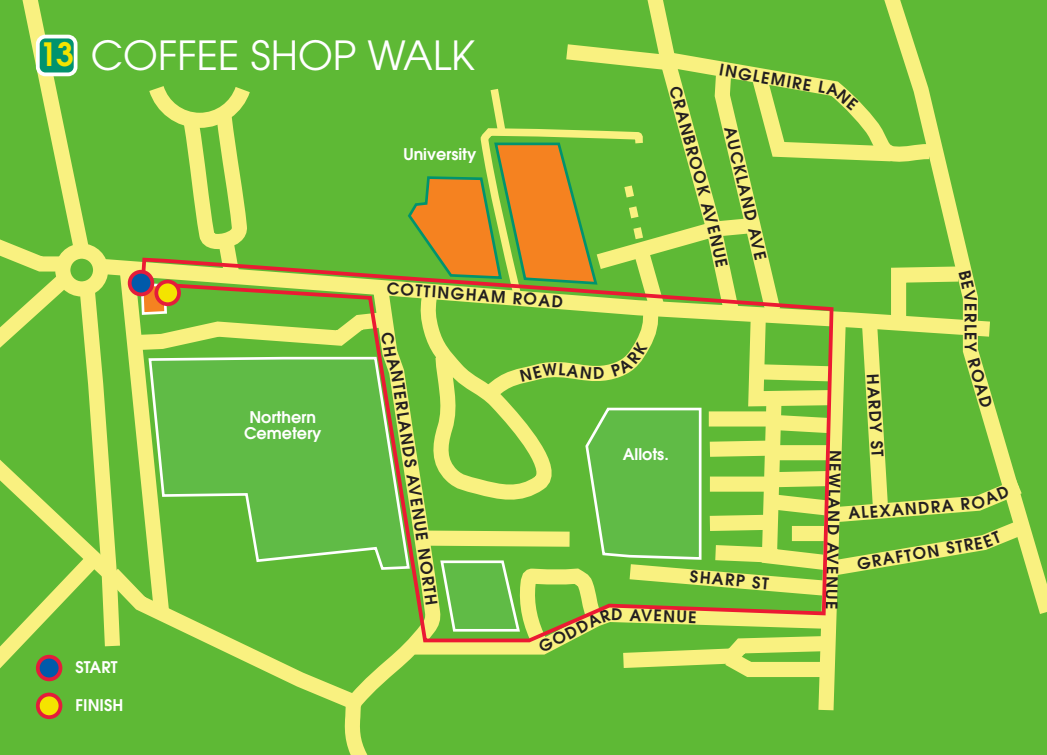 13 COFFEE SHOP WALK
INGLEMIRE LANE
CRANBROOK AVENUE
AUCKLAND AVE
University
COTTINGHAM ROAD
BEVERLEY ROAD
CHANTERLANDS AVENUE NORTH
NEWLAND PARK
HARDY ST
Northern
Cemetery
Allots.
NEWLAND AVENUE
ALEXANDRA ROAD
GRAFTON STREET
SHARP ST
GODDARD AVENUE
START
FINISH